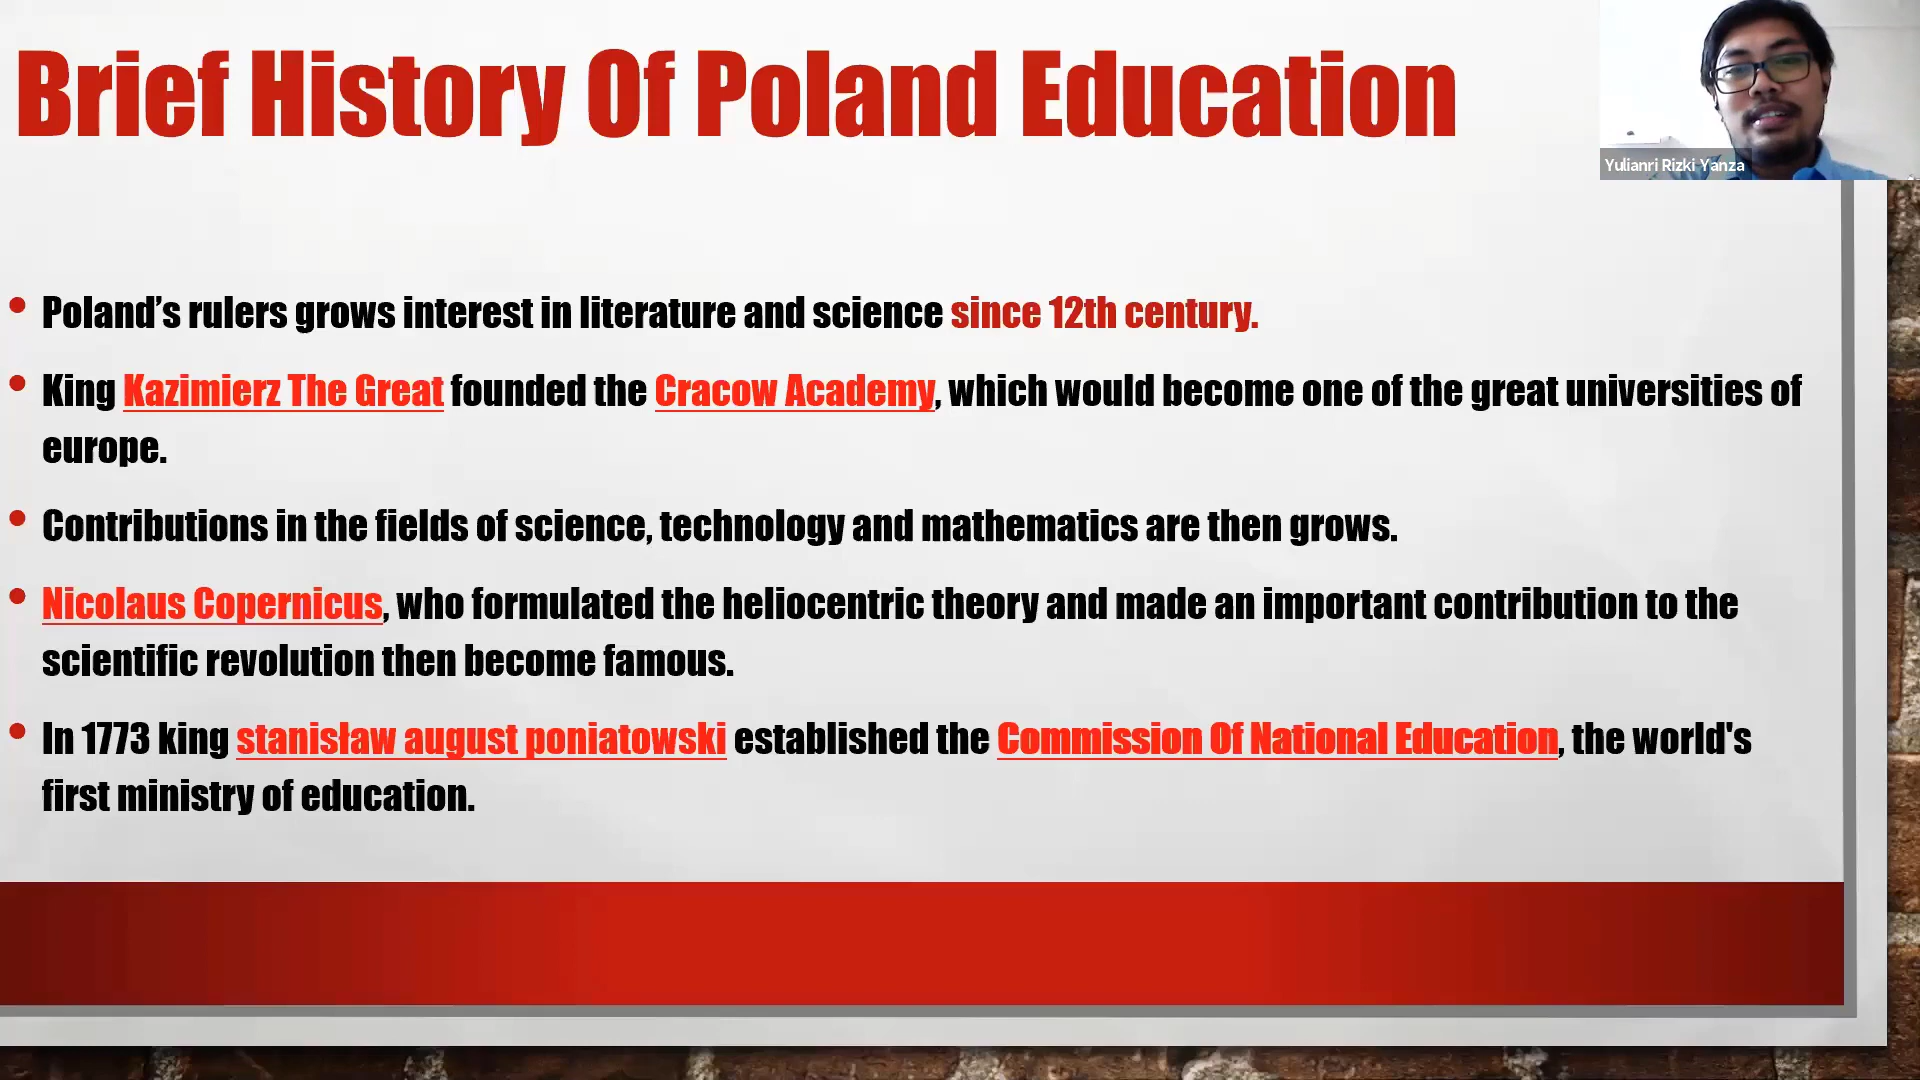 Brief History Of Poland Education
Yulianri Rizki Yanza
• Poland’s rulers grows interest in literature and science since 12th century.
• King Kazimierz The Great founded the Cracow Academy, which would become one of the great universities of
europe.
• Contributions in the fields of science, technology and mathematics are then grows.
• Nicolaus Copernicus, who formulated the heliocentric theory and made an important contribution to the
scientific revolution then become famous.
• In 1773 king stanisław august poniatowski established the Commission Of National Education, the world's
first ministry of education.